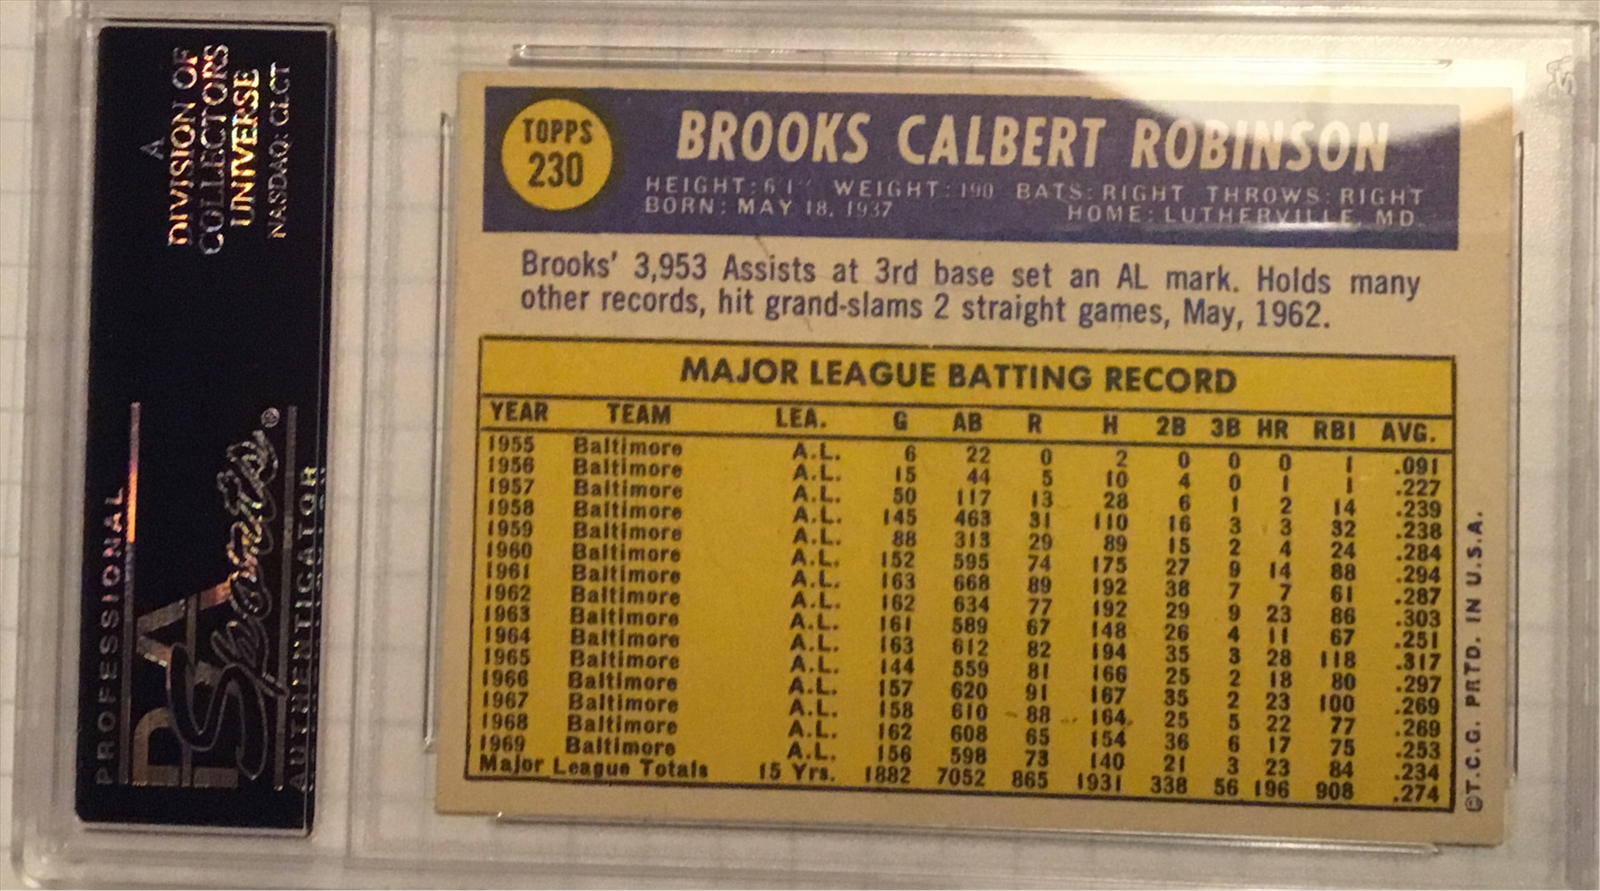 A
DIVISION OF
COLLECTORS
UNIVERSE
NASDAQ: CLCT
PROFESSIONAL
PSA
Sports®
AUTHENTICATOR
TOPPS
230
BROOKS CALBERT ROBINSON
HEIGHT: 6'1" WEIGHT: 190 BATS: RIGHT THROWS: RIGHT
BORN: MAY 18, 1937 HOME: LUTHERVILLE, MD.
Brooks' 3,953 Assists at 3rd base set an AL mark. Holds many
other records, hit grand-slams 2 straight games, May, 1962.
MAJOR LEAGUE BATTING RECORD
YEAR TEAM LEA. G AB R H 2B 3B HR RBI AVG.
1955 Baltimore A.L. 6 22 0 2 0 0 0 1 .091
1956 Baltimore A.L. 15 44 5 10 4 0 1 1 .227
1957 Baltimore A.L. 50 117 13 28 6 1 2 14 .239
1958 Baltimore A.L. 145 463 31 110 16 3 3 32 .238
1959 Baltimore A.L. 88 313 29 89 15 2 4 24 .284
1960 Baltimore A.L. 152 595 74 175 27 9 14 88 .294
1961 Baltimore A.L. 163 668 89 192 38 7 7 61 .287
1962 Baltimore A.L. 162 634 77 192 29 9 23 86 .303
1963 Baltimore A.L. 161 589 67 148 26 4 11 67 .251
1964 Baltimore A.L. 163 612 82 194 35 3 28 118 .317
1965 Baltimore A.L. 144 559 81 166 25 2 18 80 .297
1966 Baltimore A.L. 157 620 91 167 35 2 23 100 .269
1967 Baltimore A.L. 158 610 88 164 25 5 22 77 .269
1968 Baltimore A.L. 162 608 65 154 36 6 17 75 .253
1969 Baltimore A.L. 156 598 73 140 21 3 23 84 .234
Major League Totals 15 Yrs. 1882 7052 865 1931 338 56 196 908 .274
©T.C.G. PRTD. IN U.S.A.